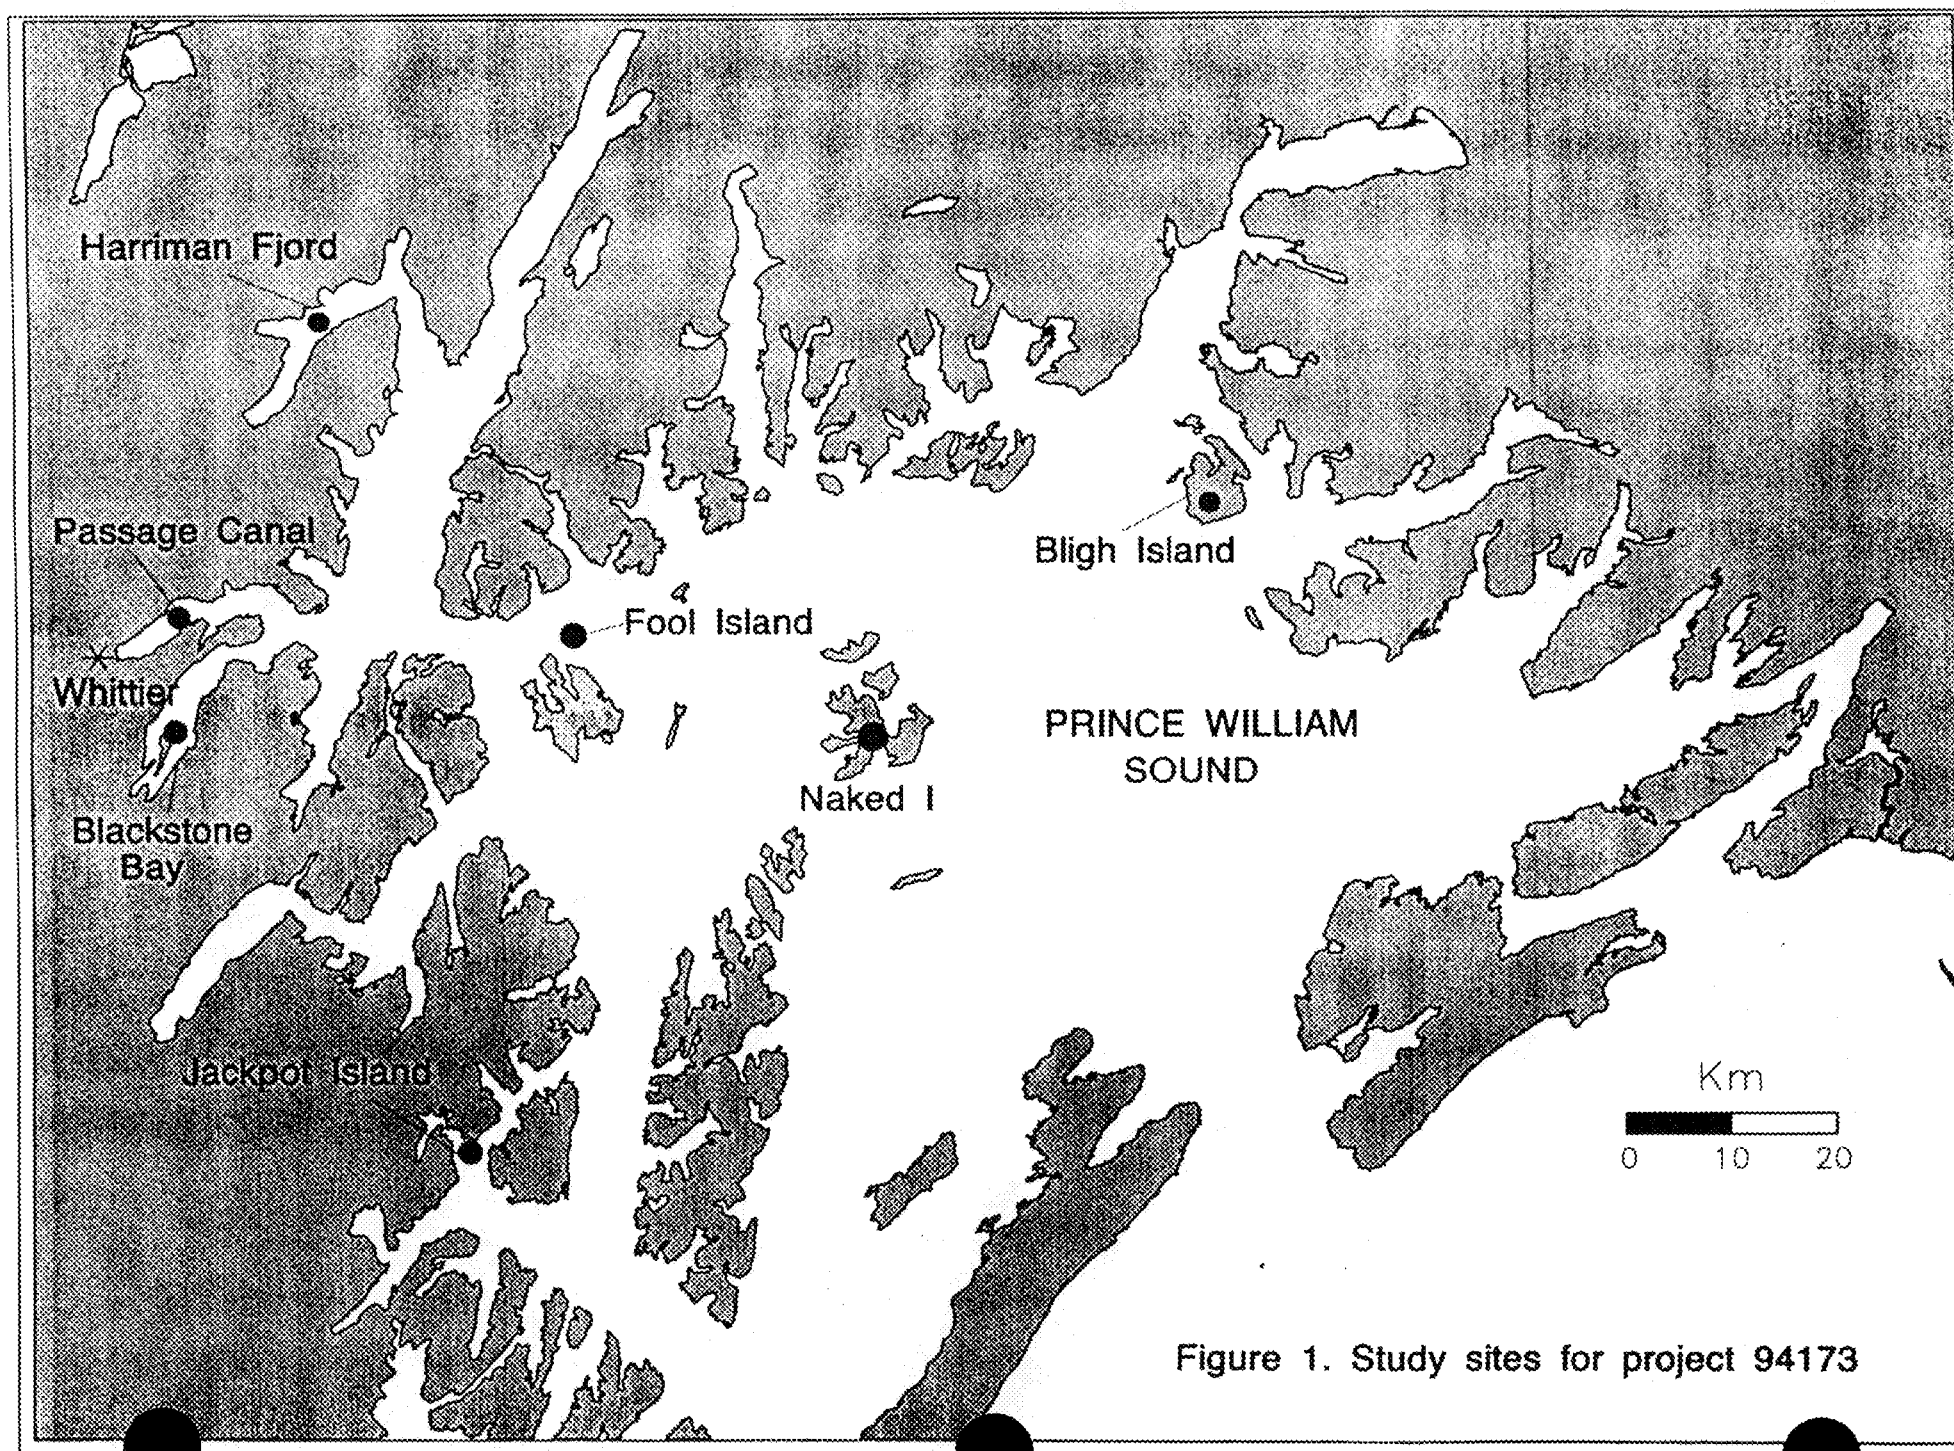 Harriman Fjord
Passage Canal
Bligh Island
Fool Island
Whittier
PRINCE WILLIAM
SOUND
Naked I
Blackstone
Bay
Jackpot Island
Km
0 10 20
Figure 1. Study sites for project 94173